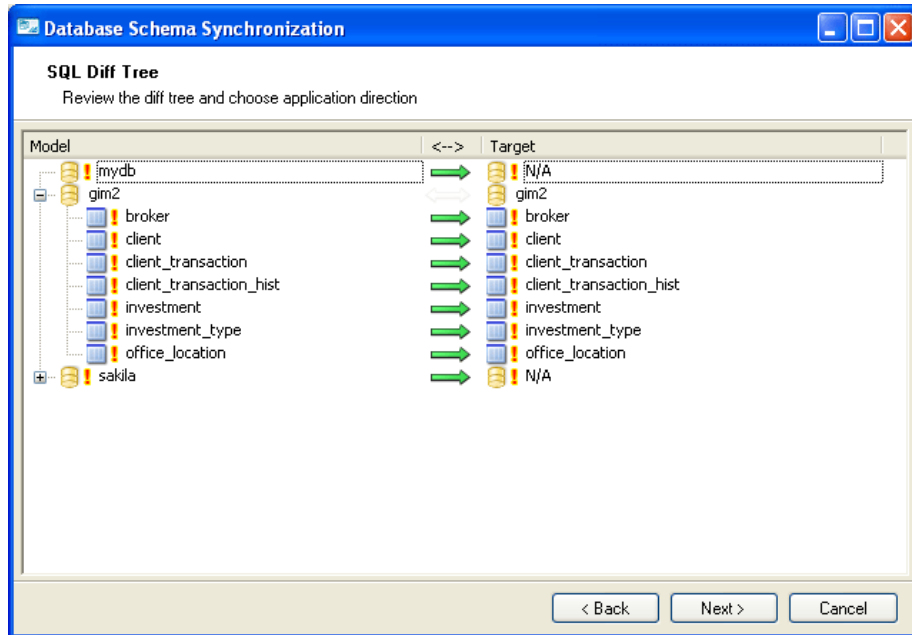 Database Schema Synchronization
SQL Diff Tree
Review the diff tree and choose application direction
Model <--> Target
! mydb ! N/A
gim2 gim2
! broker ! broker
! client ! client
! client_transaction ! client_transaction
! client_transaction_hist ! client_transaction_hist
! investment ! investment
! investment_type ! investment_type
! office_location ! office_location
! sakila ! N/A
< Back Next > Cancel